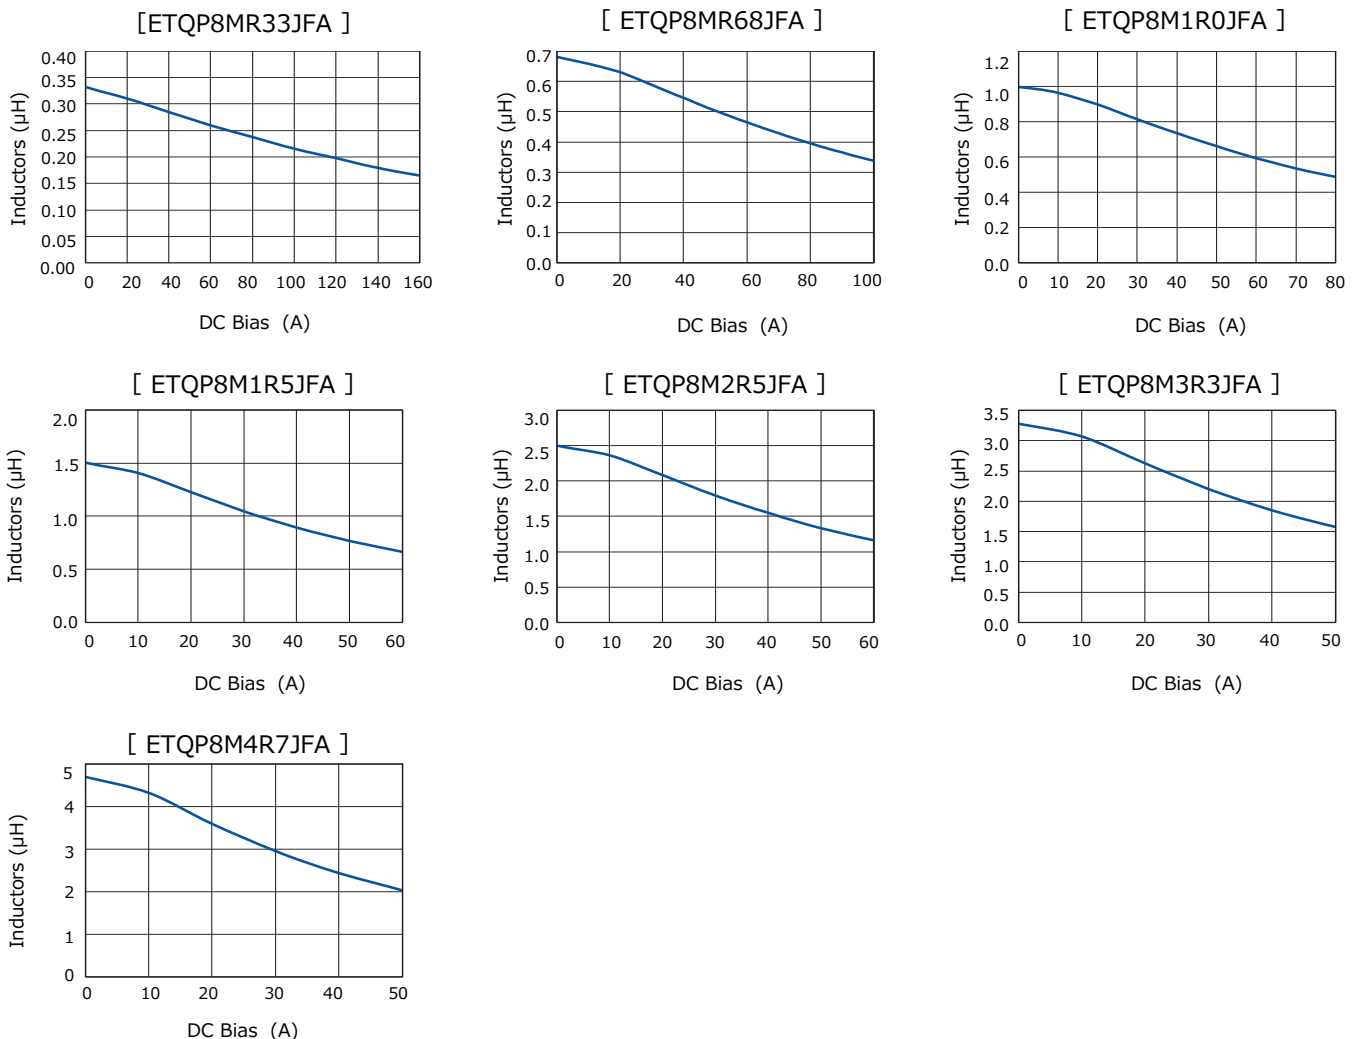 [ETQP8MR33JFA ]
Inductors (µH)
0.40
0.35
0.30
0.25
0.20
0.15
0.10
0.05
0.00
0 20 40 60 80 100 120 140 160
DC Bias (A)
[ ETQP8MR68JFA ]
Inductors (µH)
0.7
0.6
0.5
0.4
0.3
0.2
0.1
0.0
0 20 40 60 80 100
DC Bias (A)
[ ETQP8M1R0JFA ]
Inductors (µH)
1.2
1.0
0.8
0.6
0.4
0.2
0.0
0 10 20 30 40 50 60 70 80
DC Bias (A)
[ ETQP8M1R5JFA ]
Inductors (µH)
2.0
1.5
1.0
0.5
0.0
0 10 20 30 40 50 60
DC Bias (A)
[ ETQP8M2R5JFA ]
Inductors (µH)
3.0
2.5
2.0
1.5
1.0
0.5
0.0
0 10 20 30 40 50 60
DC Bias (A)
[ ETQP8M3R3JFA ]
Inductors (µH)
3.5
3.0
2.5
2.0
1.5
1.0
0.5
0.0
0 10 20 30 40 50
DC Bias (A)
[ ETQP8M4R7JFA ]
Inductors (µH)
5
4
3
2
1
0
0 10 20 30 40 50
DC Bias (A)